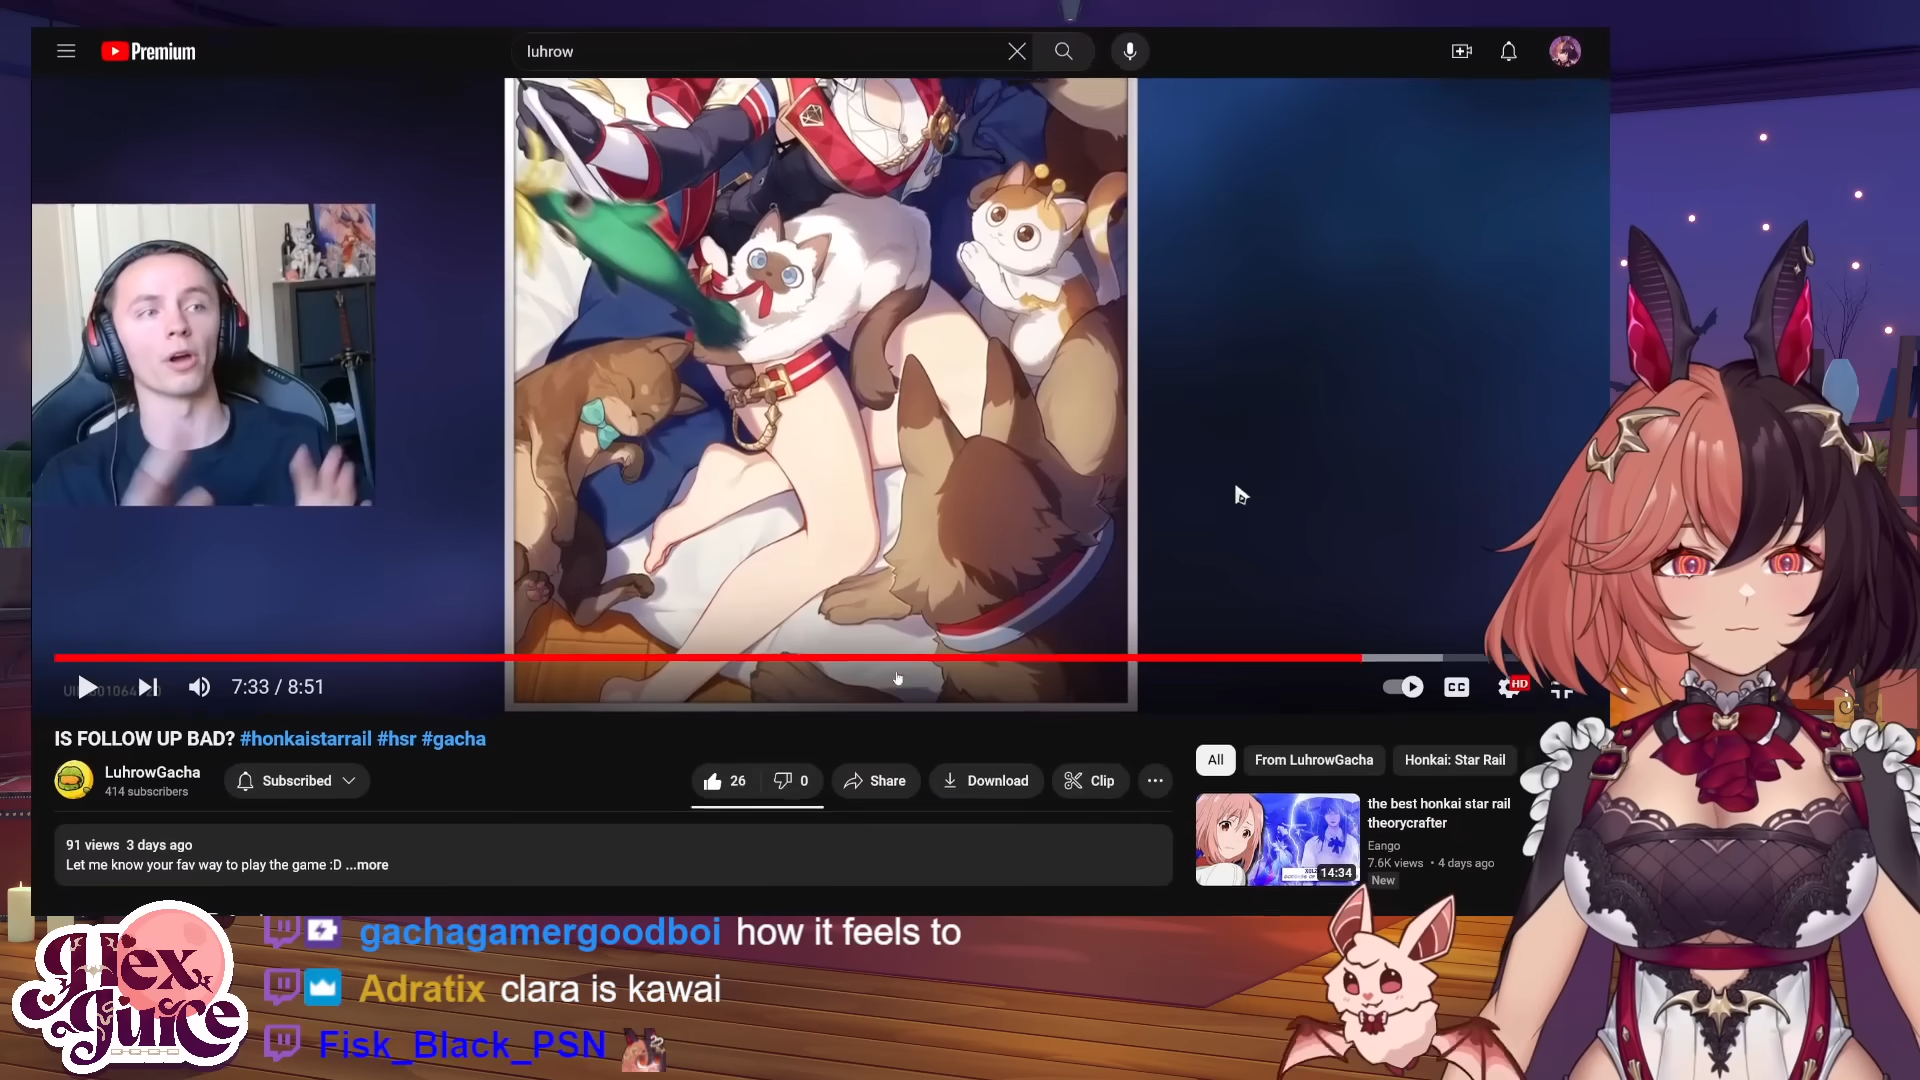 Premium
luhrow
7:33 / 8:51
CC
HD
IS FOLLOW UP BAD? #honkaistarrail #hsr #gacha
LuhrowGacha
414 subscribers
Subscribed
26
0
Share
Download
Clip
All
From LuhrowGacha
Honkai: Star Rail
91 views 3 days ago
Let me know your fav way to play the game :D ...more
the best honkai star rail
theorycrafter
Eango
7.6K views • 4 days ago
New
14:34
gachagamergoodboi how it feels to
Adratix clara is kawai
Fisk_Black_PSN
Hex
Juice